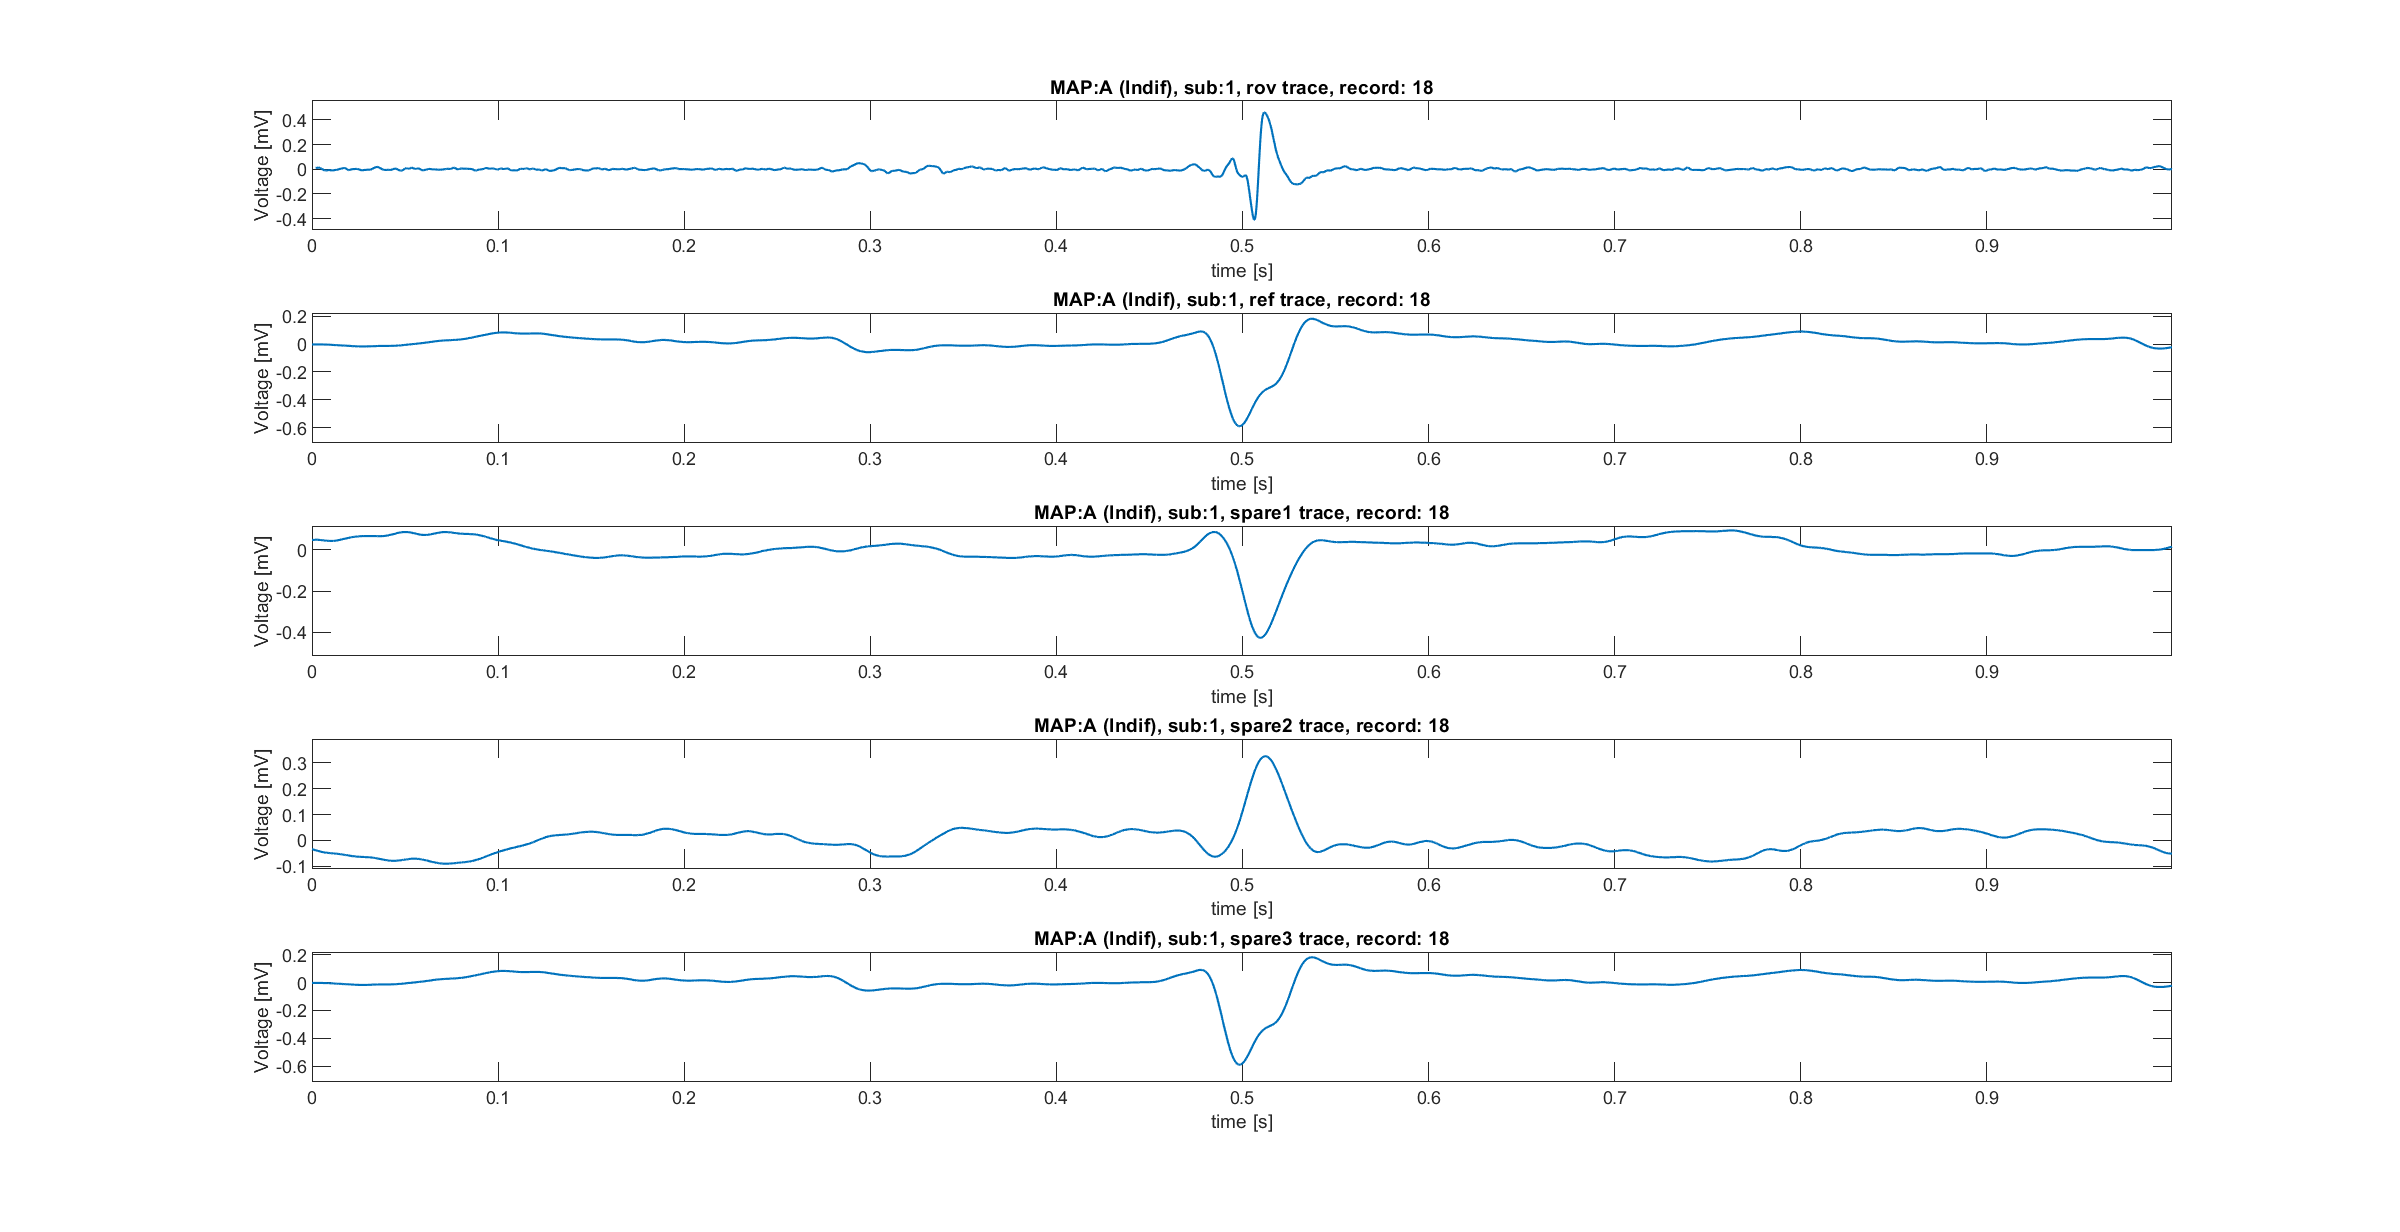 MAP:A (Indif), sub:1, rov trace, record: 18
Voltage [mV]
0.4
0.2
0
-0.2
-0.4
0 0.1 0.2 0.3 0.4 0.5 0.6 0.7 0.8 0.9
time [s]
MAP:A (Indif), sub:1, ref trace, record: 18
Voltage [mV]
0.2
0
-0.2
-0.4
-0.6
0 0.1 0.2 0.3 0.4 0.5 0.6 0.7 0.8 0.9
time [s]
MAP:A (Indif), sub:1, spare1 trace, record: 18
Voltage [mV]
0
-0.2
-0.4
0 0.1 0.2 0.3 0.4 0.5 0.6 0.7 0.8 0.9
time [s]
MAP:A (Indif), sub:1, spare2 trace, record: 18
Voltage [mV]
0.3
0.2
0.1
0
-0.1
0 0.1 0.2 0.3 0.4 0.5 0.6 0.7 0.8 0.9
time [s]
MAP:A (Indif), sub:1, spare3 trace, record: 18
Voltage [mV]
0.2
0
-0.2
-0.4
-0.6
0 0.1 0.2 0.3 0.4 0.5 0.6 0.7 0.8 0.9
time [s]